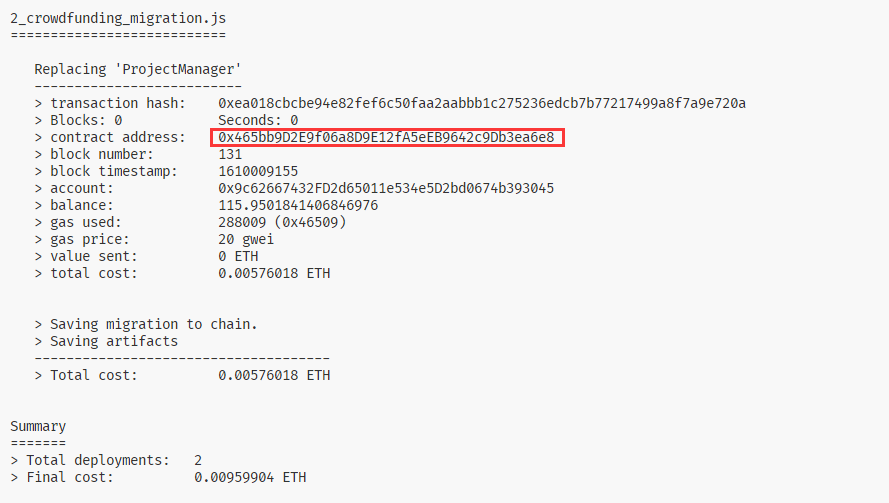 2_crowdfunding_migration.js
===========================
Replacing 'ProjectManager'
--------------------------
> transaction hash:    0xea018cbcbe94e82fef6c50faa2aabbb1c275236edcb7b77217499a8f7a9e720a
> Blocks: 0            Seconds: 0
> contract address:    0x465bb9D2E9f06a8D9E12fA5eEB9642c9Db3ea6e8
> block number:        131
> block timestamp:     1610009155
> account:             0x9c62667432FD2d65011e534e5D2bd0674b393045
> balance:             115.9501841406846976
> gas used:            288009 (0x46509)
> gas price:           20 gwei
> value sent:          0 ETH
> total cost:          0.00576018 ETH
> Saving migration to chain.
> Saving artifacts
-------------------------------------
> Total cost:          0.00576018 ETH
Summary
=======
> Total deployments:   2
> Final cost:          0.00959904 ETH